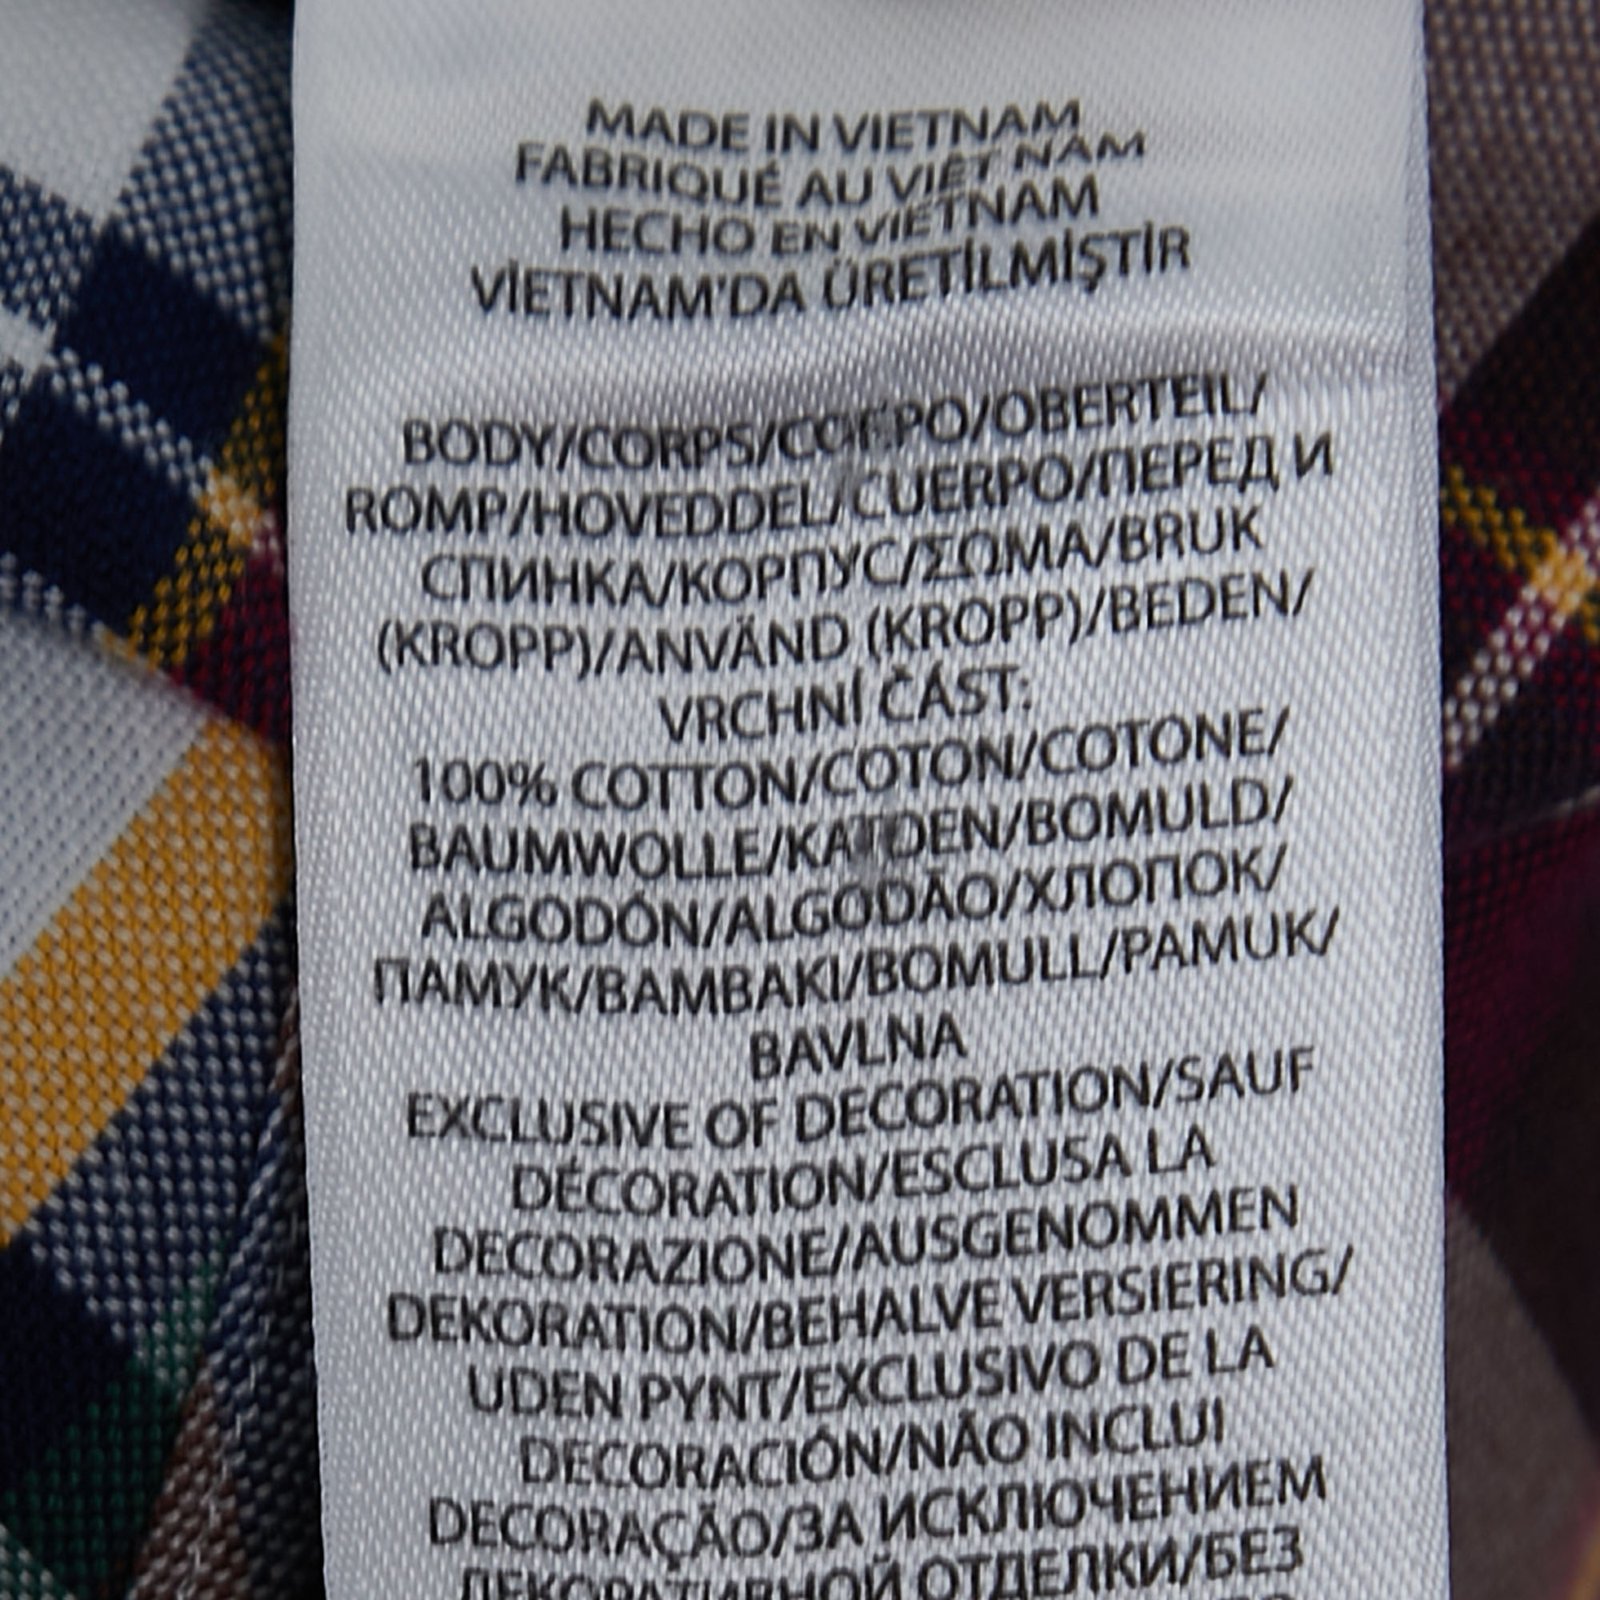 MADE IN VIETNAM
FABRIQUÉ AU VIÊT NAM
HECHO EN VIETNAM
VİETNAM'DA ÜRETİLMİŞTİR
BODY/CORPS/CORPO/OBERTEIL/
ROMP/HOVEDDEL/CUERPO/ПЕРЕД И
СПИНКА/КОРПУС/ΣΩΜΑ/BRUK
(KROPP)/ANVÄND (KROPP)/BEDEN/
VRCHNÍ ČÁST:
100% COTTON/COTON/COTONE/
BAUMWOLLE/KATOEN/BOMULD/
ALGODÓN/ALGODÃO/ХЛОПОК/
ПАМУК/BAMBAKI/BOMULL/PAMUK/
BAVLNA
EXCLUSIVE OF DECORATION/SAUF
DÉCORATION/ESCLUSA LA
DECORAZIONE/AUSGENOMMEN
DEKORATION/BEHALVE VERSIERING/
UDEN PYNT/EXCLUSIVO DE LA
DECORACIÓN/NÃO INCLUI
DECORAÇÃO/ЗА ИСКЛЮЧЕНИЕМ
ДЕКОРАТИВНОЙ ОТДЕЛКИ/БЕЗ